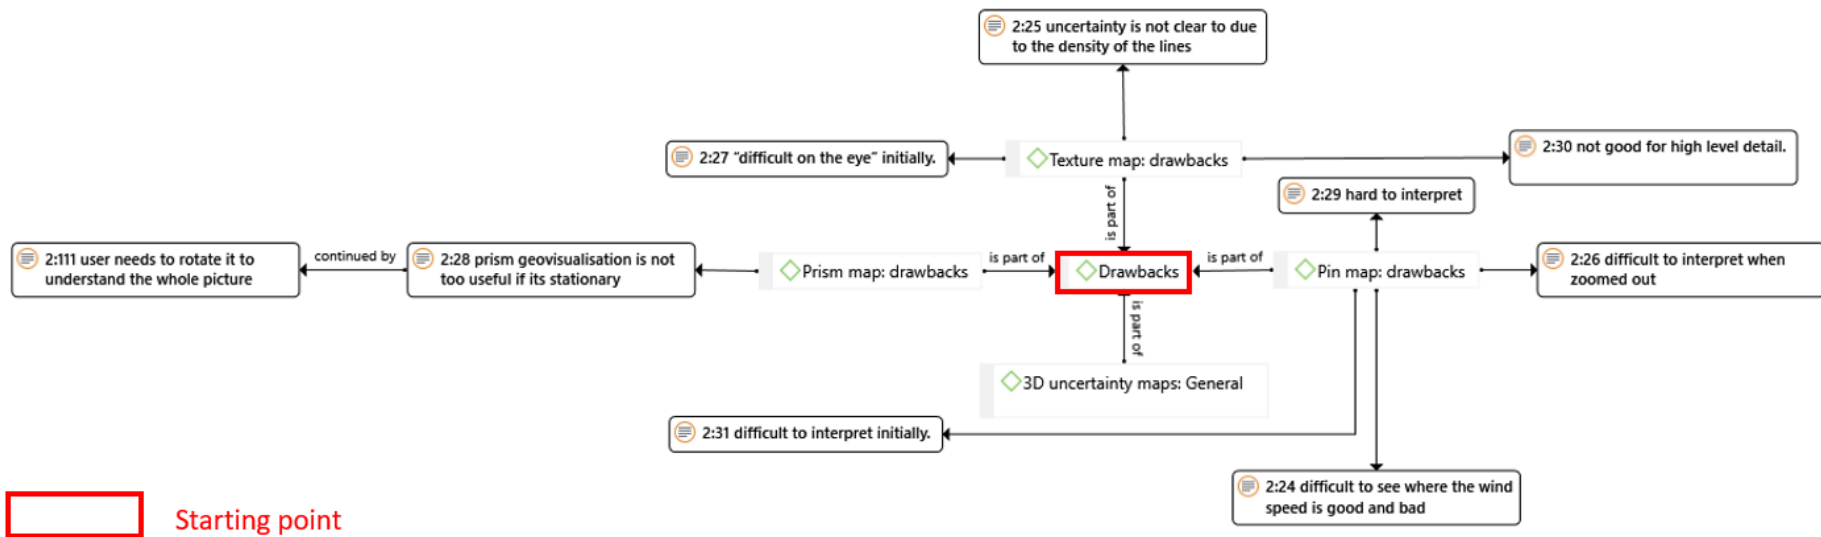 2:25 uncertainty is not clear to due
to the density of the lines
2:27 “difficult on the eye” initially.
Texture map: drawbacks
2:30 not good for high level detail.
is part of
2:29 hard to interpret
2:111 user needs to rotate it to
understand the whole picture
continued by
2:28 prism geovisualisation is not
too useful if its stationary
Prism map: drawbacks
is part of
Drawbacks
is part of
Pin map: drawbacks
2:26 difficult to interpret when
zoomed out
is part of
3D uncertainty maps: General
2:31 difficult to interpret initially.
2:24 difficult to see where the wind
speed is good and bad
Starting point